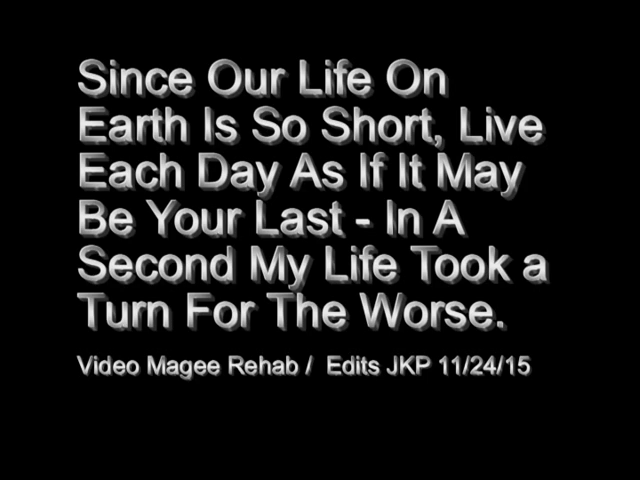 Since Our Life On
Earth Is So Short, Live
Each Day As If It May
Be Your Last - In A
Second My Life Took a
Turn For The Worse.
Video Magee Rehab /  Edits JKP 11/24/15